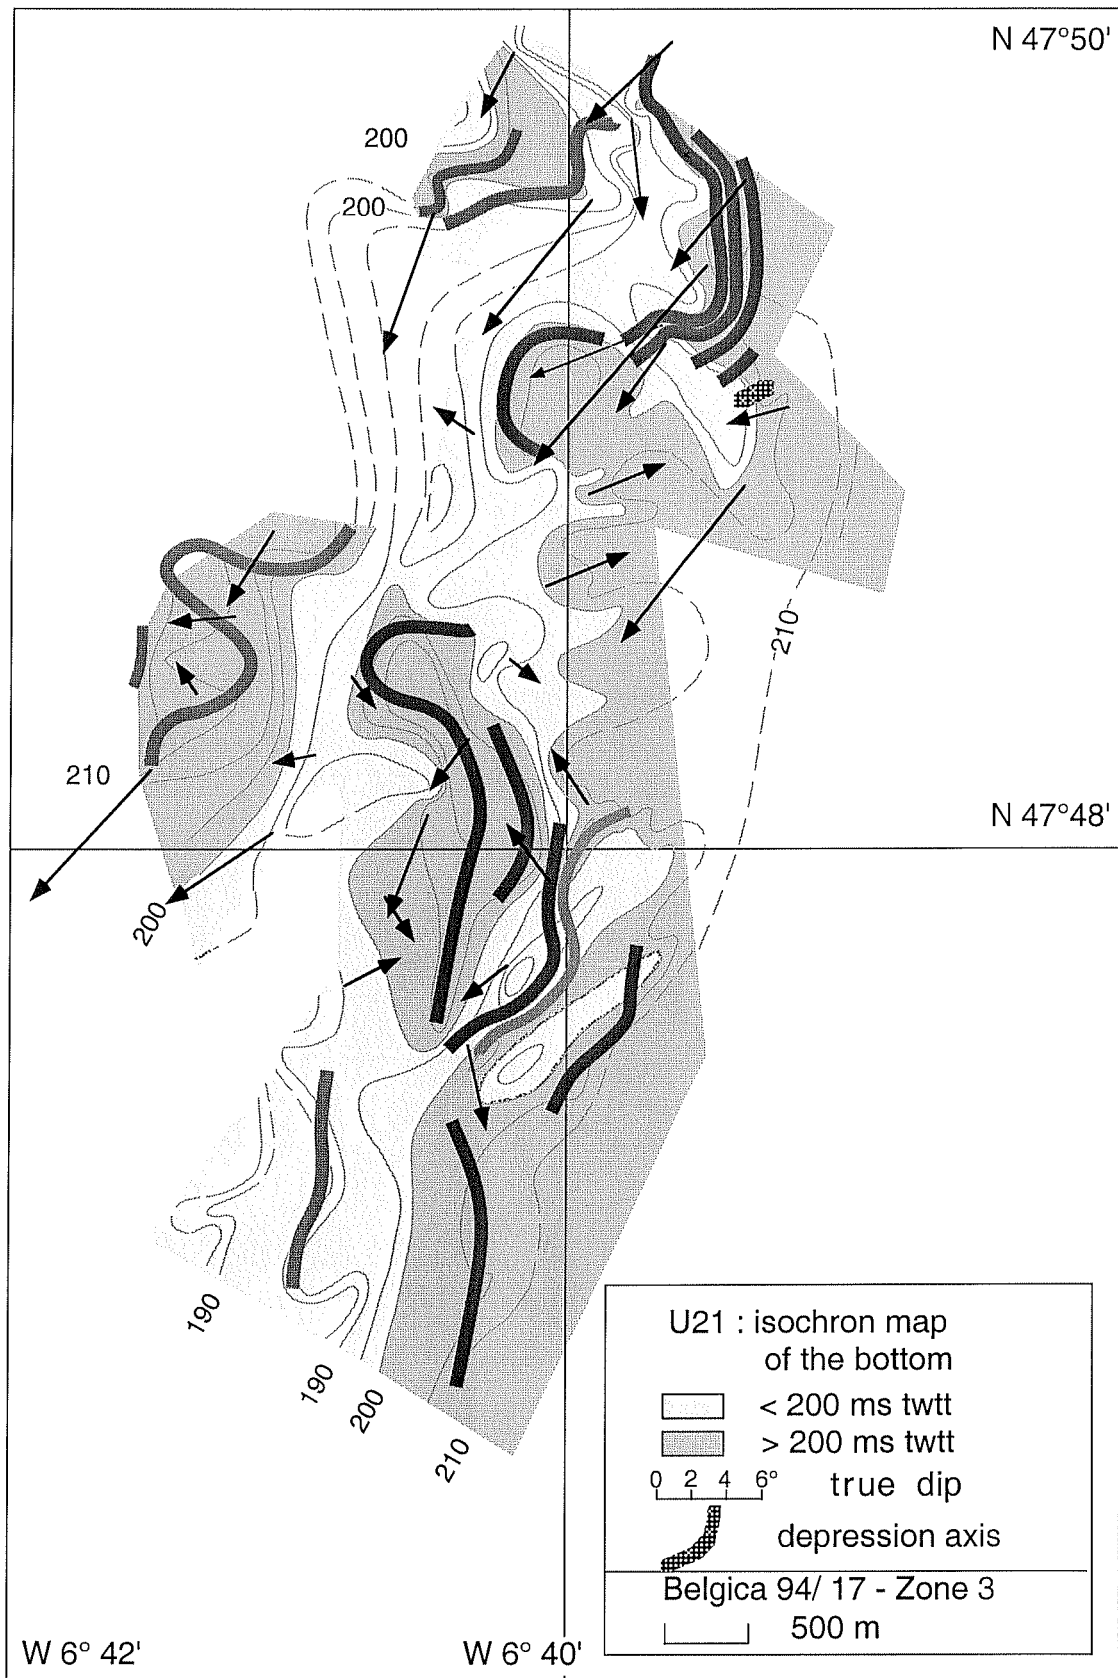 N 47°50'
200
200
210
210
N 47°48'
200
190
190
200
210
U21 : isochron map
of the bottom
< 200 ms twtt
> 200 ms twtt
0 2 4 6°
true dip
depression axis
Belgica 94/ 17 - Zone 3
500 m
W 6° 42'
W 6° 40'